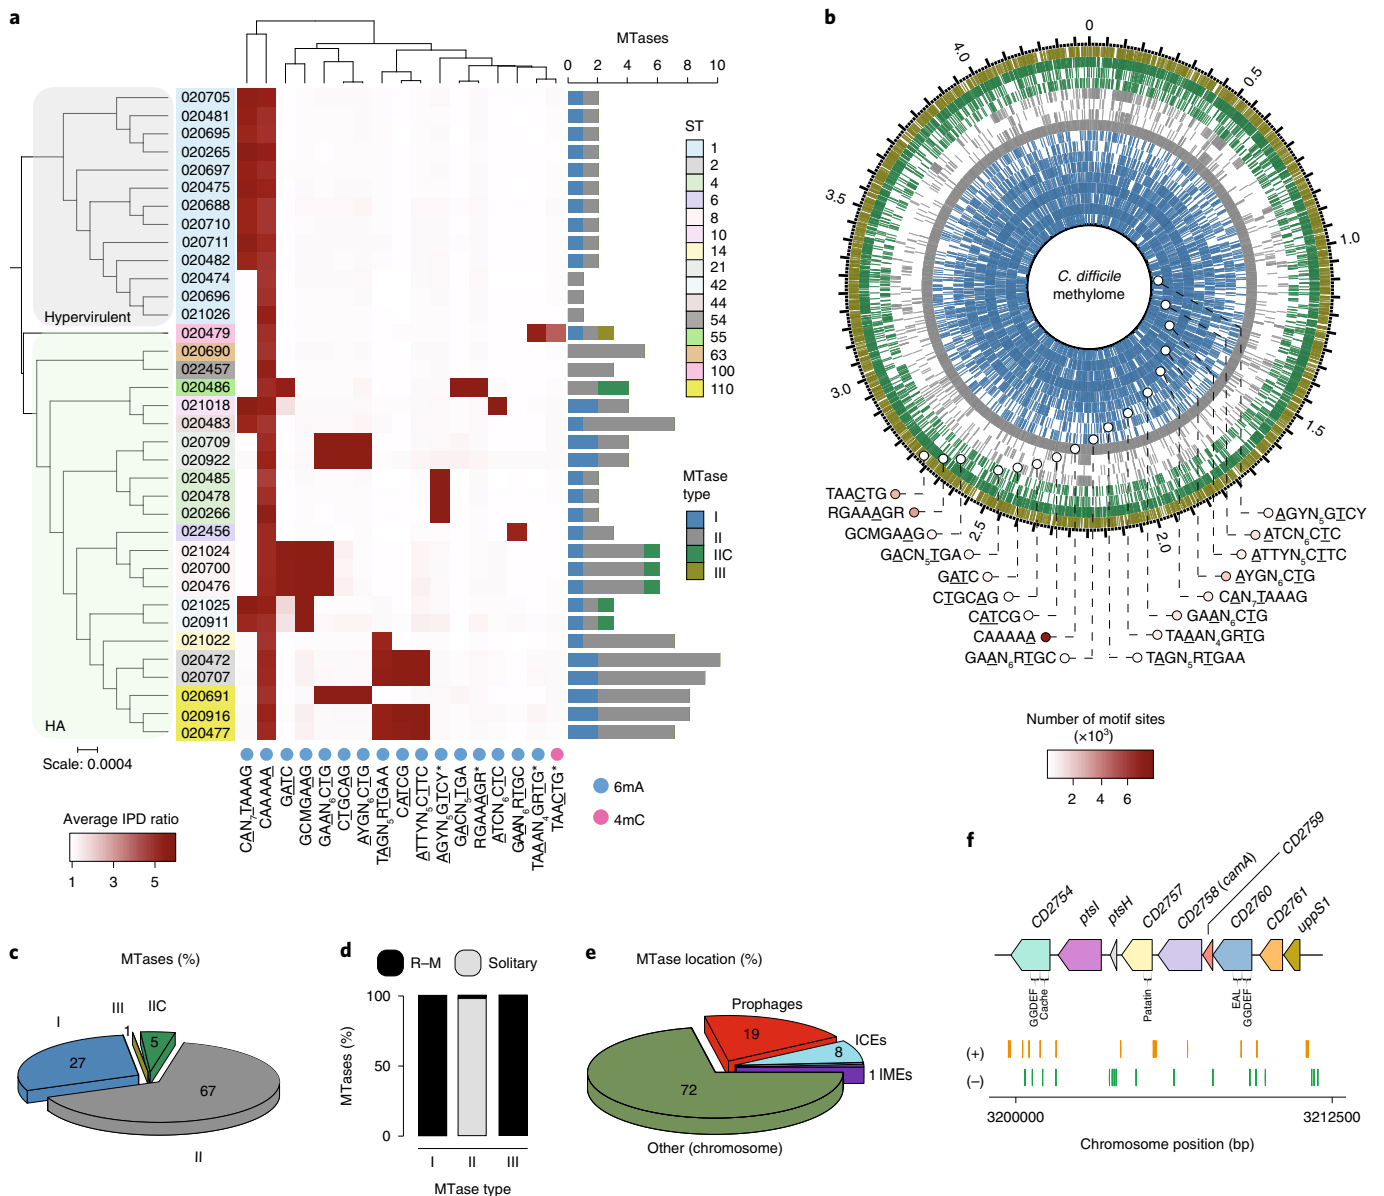 a
MTases
0 2 4 6 8 10
020705
020481
020695
020265
020697
020475
020688
020710
020711
020482
020474
020696
021026
020479
020690
022457
020486
021018
020483
020709
020922
020485
020478
020266
022456
021024
020700
020476
021025
020911
021022
020472
020707
020691
020916
020477
Hypervirulent
HA
Scale: 0.0004
Average IPD ratio
1 3 5
CAN7TAAAG
CAAAAA
GATC
GCMGAAG
GAAN6CTG
CTGCAG
AYGN6CTG
TAGN5RTGAA
CATCG
ATTYN5CTTC
AGYN5GTCY*
GACN5TGA
RGAAAGR*
ATCN6CTC
GAAN6RTGC
TAAAN4GRTG*
TAACTG*
6mA
4mC
ST
1
2
4
6
8
10
14
21
42
44
54
55
63
100
110
MTase
type
I
II
IIC
III
b
0
0.5
1.0
1.5
2.0
2.5
3.0
3.5
4.0
C. difficile
methylome
TAACTG
RGAAAGR
GCMGAAG
GACN5TGA
GATC
CTGCAG
CATCG
CAAAAA
GAAN6RTGC
AGYN5GTCY
ATCN6CTC
ATTYN5CTTC
AYGN6CTG
CAN7TAAAG
GAAN6CTG
TAAAN4GRTG
TAGN5RTGAA
Number of motif sites
(×10³)
2 4 6
c
MTases (%)
I
III
IIC
II
27
1
5
67
d
R–M
Solitary
MTases (%)
100
50
0
I II III
MTase type
e
MTase location (%)
Prophages
19
ICEs
8
1 IMEs
72
Other (chromosome)
f
CD2754
ptsI
ptsH
CD2757
CD2758 (camA)
CD2759
CD2760
CD2761
uppS1
GGDEF
Cache
Patatin
EAL
GGDEF
(+)
(–)
3200000 3212500
Chromosome position (bp)